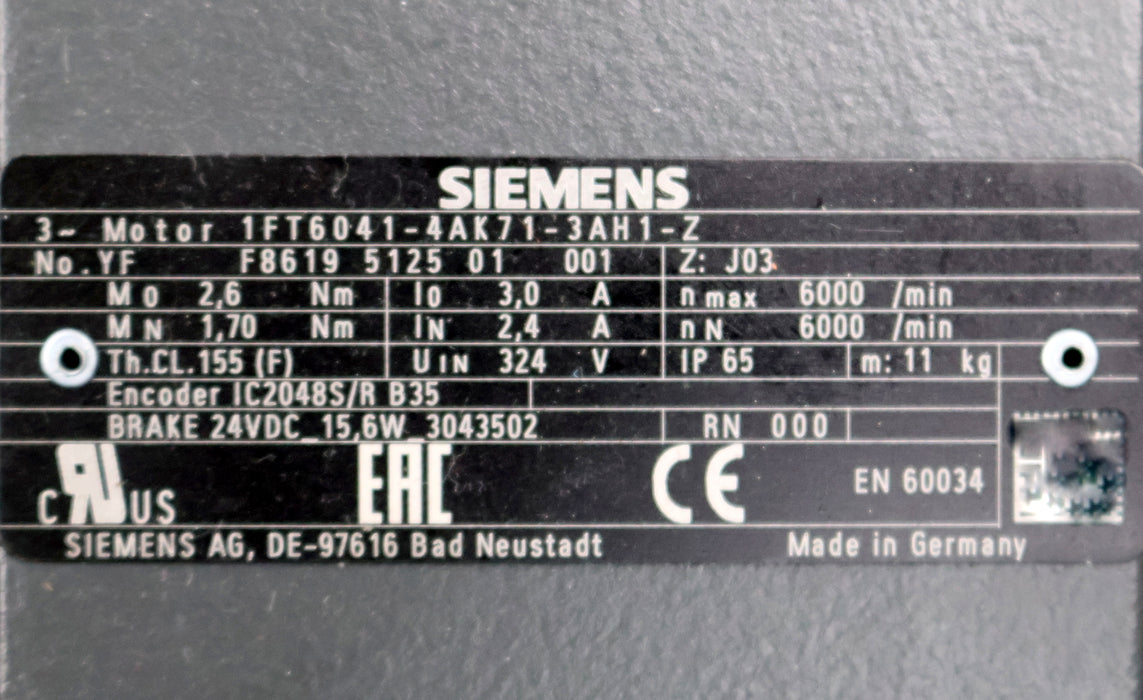 SIEMENS
3~ Motor 1FT6041-4AK71-3AH1-Z
No.YF F8619 5125 01 001 Z: J03
M0 2,6 Nm I0 3,0 A n max 6000 /min
MN 1,70 Nm IN 2,4 A nN 6000 /min
Th.CL.155 (F) UIN 324 V IP 65 m: 11 kg
Encoder IC2048S/R B35
BRAKE 24VDC_15,6W_3043502 RN 000
c RU US EAC CE EN 60034
SIEMENS AG, DE-97616 Bad Neustadt Made in Germany